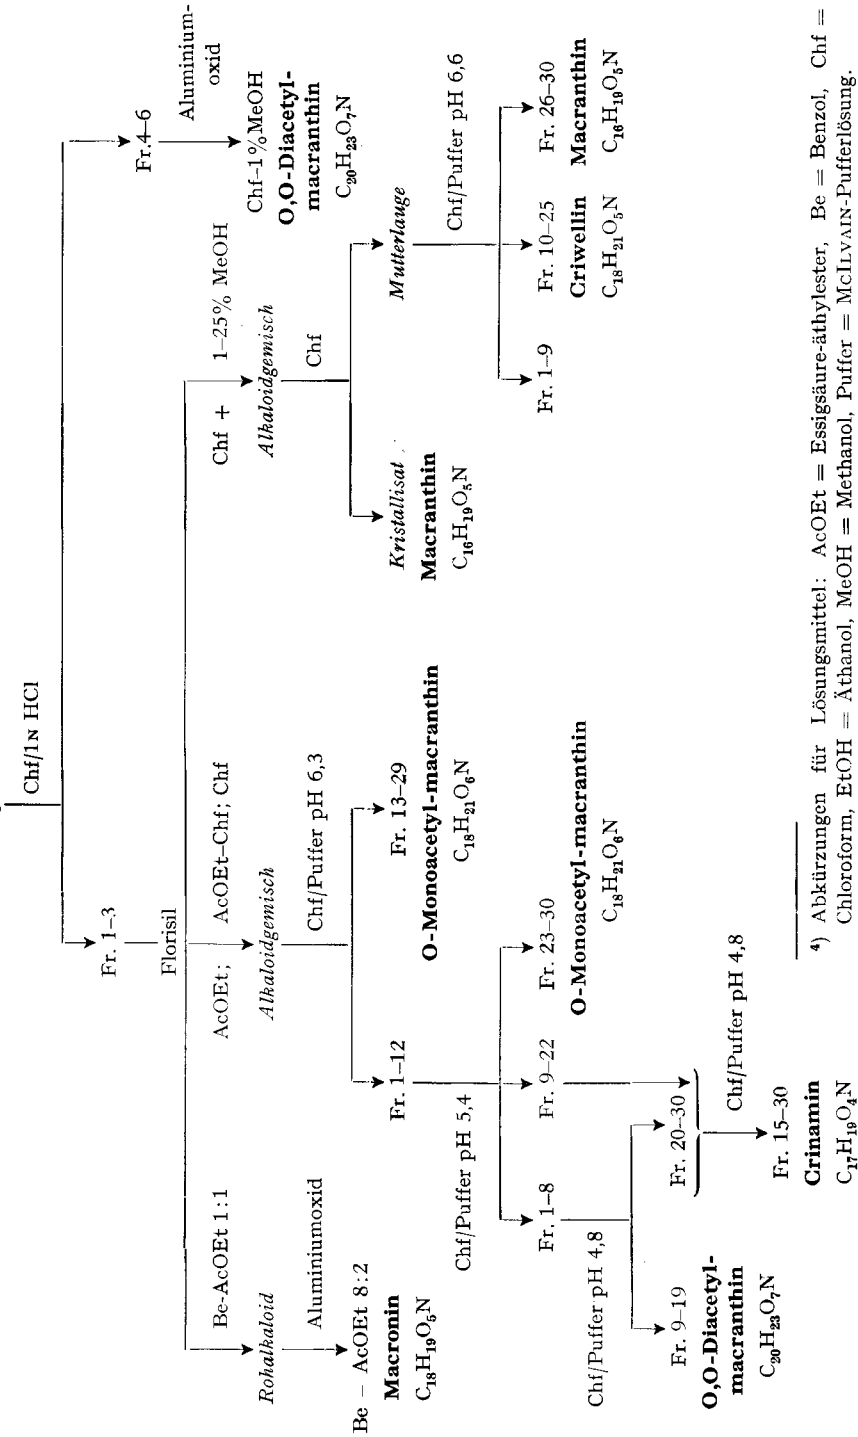 Chf/1N HCl
Fr. 1–3
Fr. 4–6
Florisil
Aluminium-
oxid
Be-AcOEt 1:1
AcOEt; AcOEt–Chf; Chf
Chf + 1–25% MeOH
Chf–1%MeOH
O,O-Diacetyl-
macranthin
C₂₀H₂₃O₇N
Rohalkaloid
Alkaloidgemisch
Alkaloidgemisch
Aluminiumoxid
Chf/Puffer pH 6,3
Chf
Be – AcOEt 8:2
Macronin
C₁₈H₁₉O₅N
Fr. 1–12
Fr. 13–29
O-Monoacetyl-macranthin
C₁₈H₂₁O₆N
Kristallisat
Macranthin
C₁₆H₁₉O₅N
Mutterlauge
Chf/Puffer pH 5,4
Chf/Puffer pH 6,6
Fr. 1–8
Fr. 9–22
Fr. 23–30
O-Monoacetyl-macranthin
C₁₈H₂₁O₆N
Fr. 1–9
Fr. 10–25
Criwellin
C₁₈H₂₁O₅N
Fr. 26–30
Macranthin
C₁₆H₁₉O₅N
Chf/Puffer pH 4,8
Fr. 9–19
O,O-Diacetyl-
macranthin
C₂₀H₂₃O₇N
Fr. 20–30
Chf/Puffer pH 4,8
Fr. 15–30
Crinamin
C₁₇H₁₉O₄N
⁴) Abkürzungen für Lösungsmittel: AcOEt = Essigsäure-äthylester, Be = Benzol, Chf =
Chloroform, EtOH = Äthanol, MeOH = Methanol, Puffer = McILVAIN-Pufferlösung.